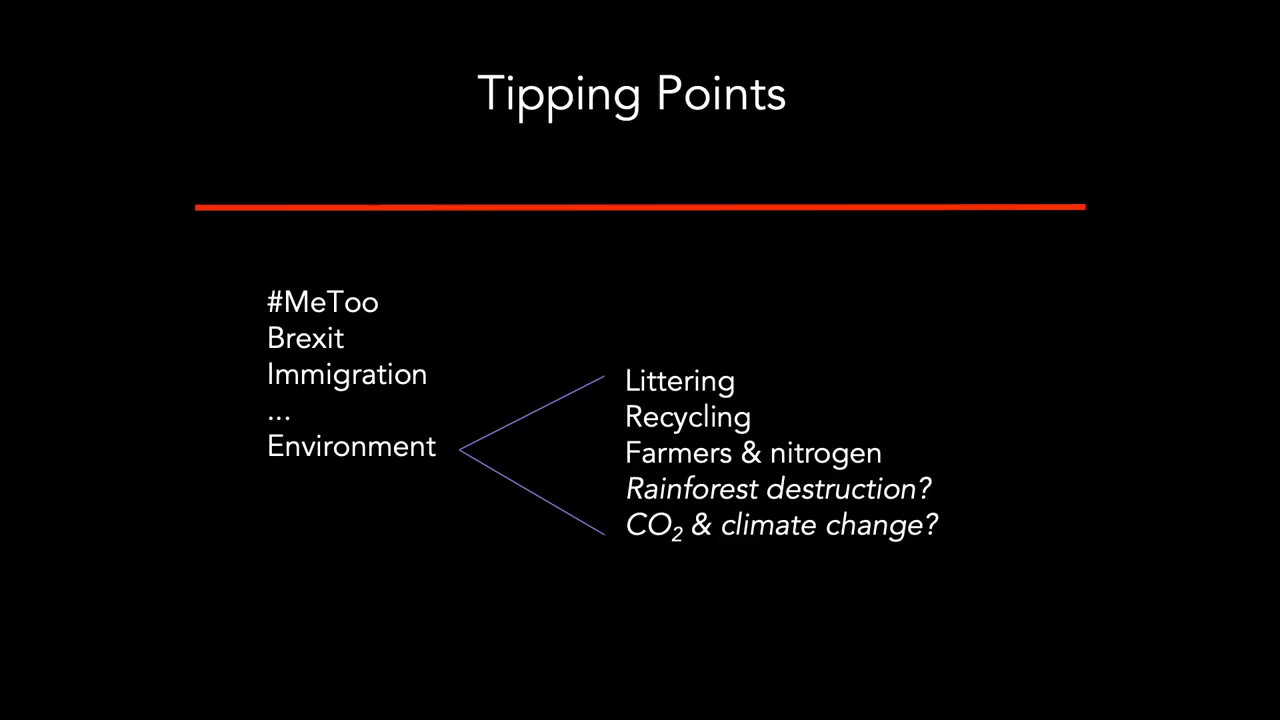 Tipping Points
#MeToo
Brexit
Immigration
...
Environment
Littering
Recycling
Farmers & nitrogen
Rainforest destruction?
CO₂ & climate change?